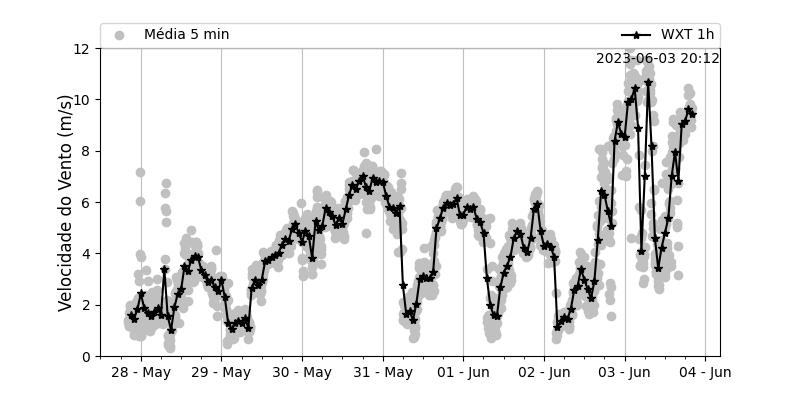 Média 5 min WXT 1h
2023-06-03 20:12
Velocidade do Vento (m/s)
12
10
8
6
4
2
0
28 - May 29 - May 30 - May 31 - May 01 - Jun 02 - Jun 03 - Jun 04 - Jun